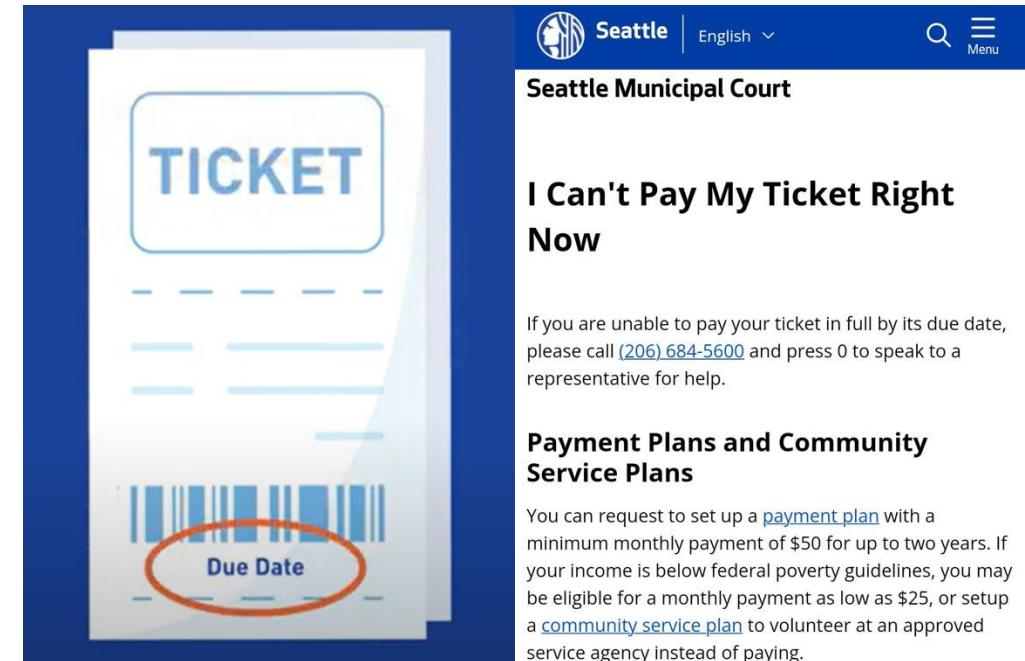 TICKET
Due Date
Seattle
English
Menu
Seattle Municipal Court
I Can't Pay My Ticket Right
Now
If you are unable to pay your ticket in full by its due date,
please call (206) 684-5600 and press 0 to speak to a
representative for help.
Payment Plans and Community
Service Plans
You can request to set up a payment plan with a
minimum monthly payment of $50 for up to two years. If
your income is below federal poverty guidelines, you may
be eligible for a monthly payment as low as $25, or setup
a community service plan to volunteer at an approved
service agency instead of paying.